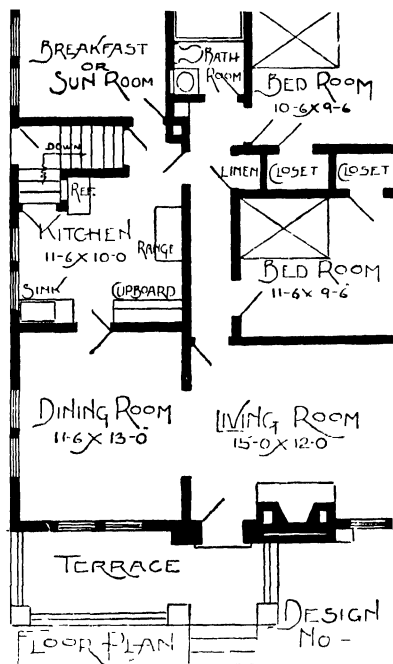 BREAKFAST
OR
SUN ROOM
BATH
ROOM
BED ROOM
10-6 X 9-6
DOWN
REF.
LINEN
CLOSET
CLOSET
KITCHEN
11-6 X 10-0
RANGE
BED ROOM
11-6 X 9-6
SINK
CUPBOARD
DINING ROOM
11-6 X 13-0
LIVING ROOM
15-0 X 12-0
TERRACE
DESIGN
NO -
FLOOR PLAN